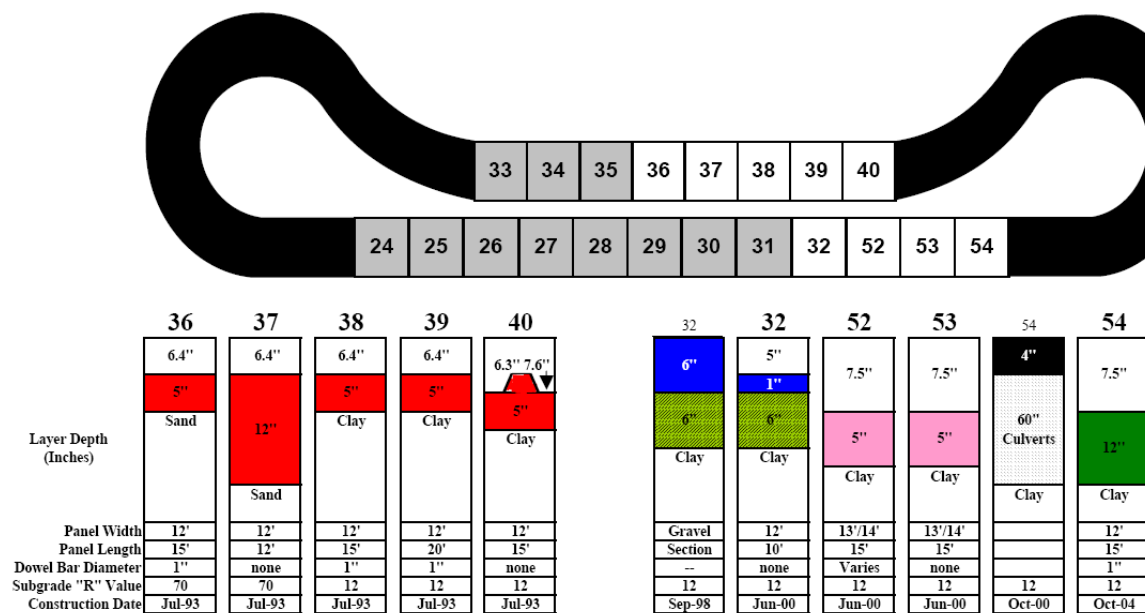 33 34 35 36 37 38 39 40
24 25 26 27 28 29 30 31 32 52 53 54
36 37 38 39 40 32 32 52 53 54 54
6.4" 6.4" 6.4" 6.4" 6.3" 7.6" 6" 5" 7.5" 7.5" 4" 7.5"
5" 12" 5" 5" 5" 6" 1" 6" 5" 5" 60" Culverts 12"
Sand Sand Clay Clay Clay Clay Clay Clay Clay Clay Clay
Layer Depth
(Inches)
Panel Width 12' 12' 12' 12' 12' Gravel 12' 13'/14' 13'/14' 12'
Panel Length 15' 12' 15' 20' 15' Section 10' 15' 15' 15'
Dowel Bar Diameter 1" none 1" 1" none -- none Varies none 1"
Subgrade "R" Value 70 70 12 12 12 12 12 12 12 12 12
Construction Date Jul-93 Jul-93 Jul-93 Jul-93 Jul-93 Sep-98 Jun-00 Jun-00 Jun-00 Oct-00 Oct-04